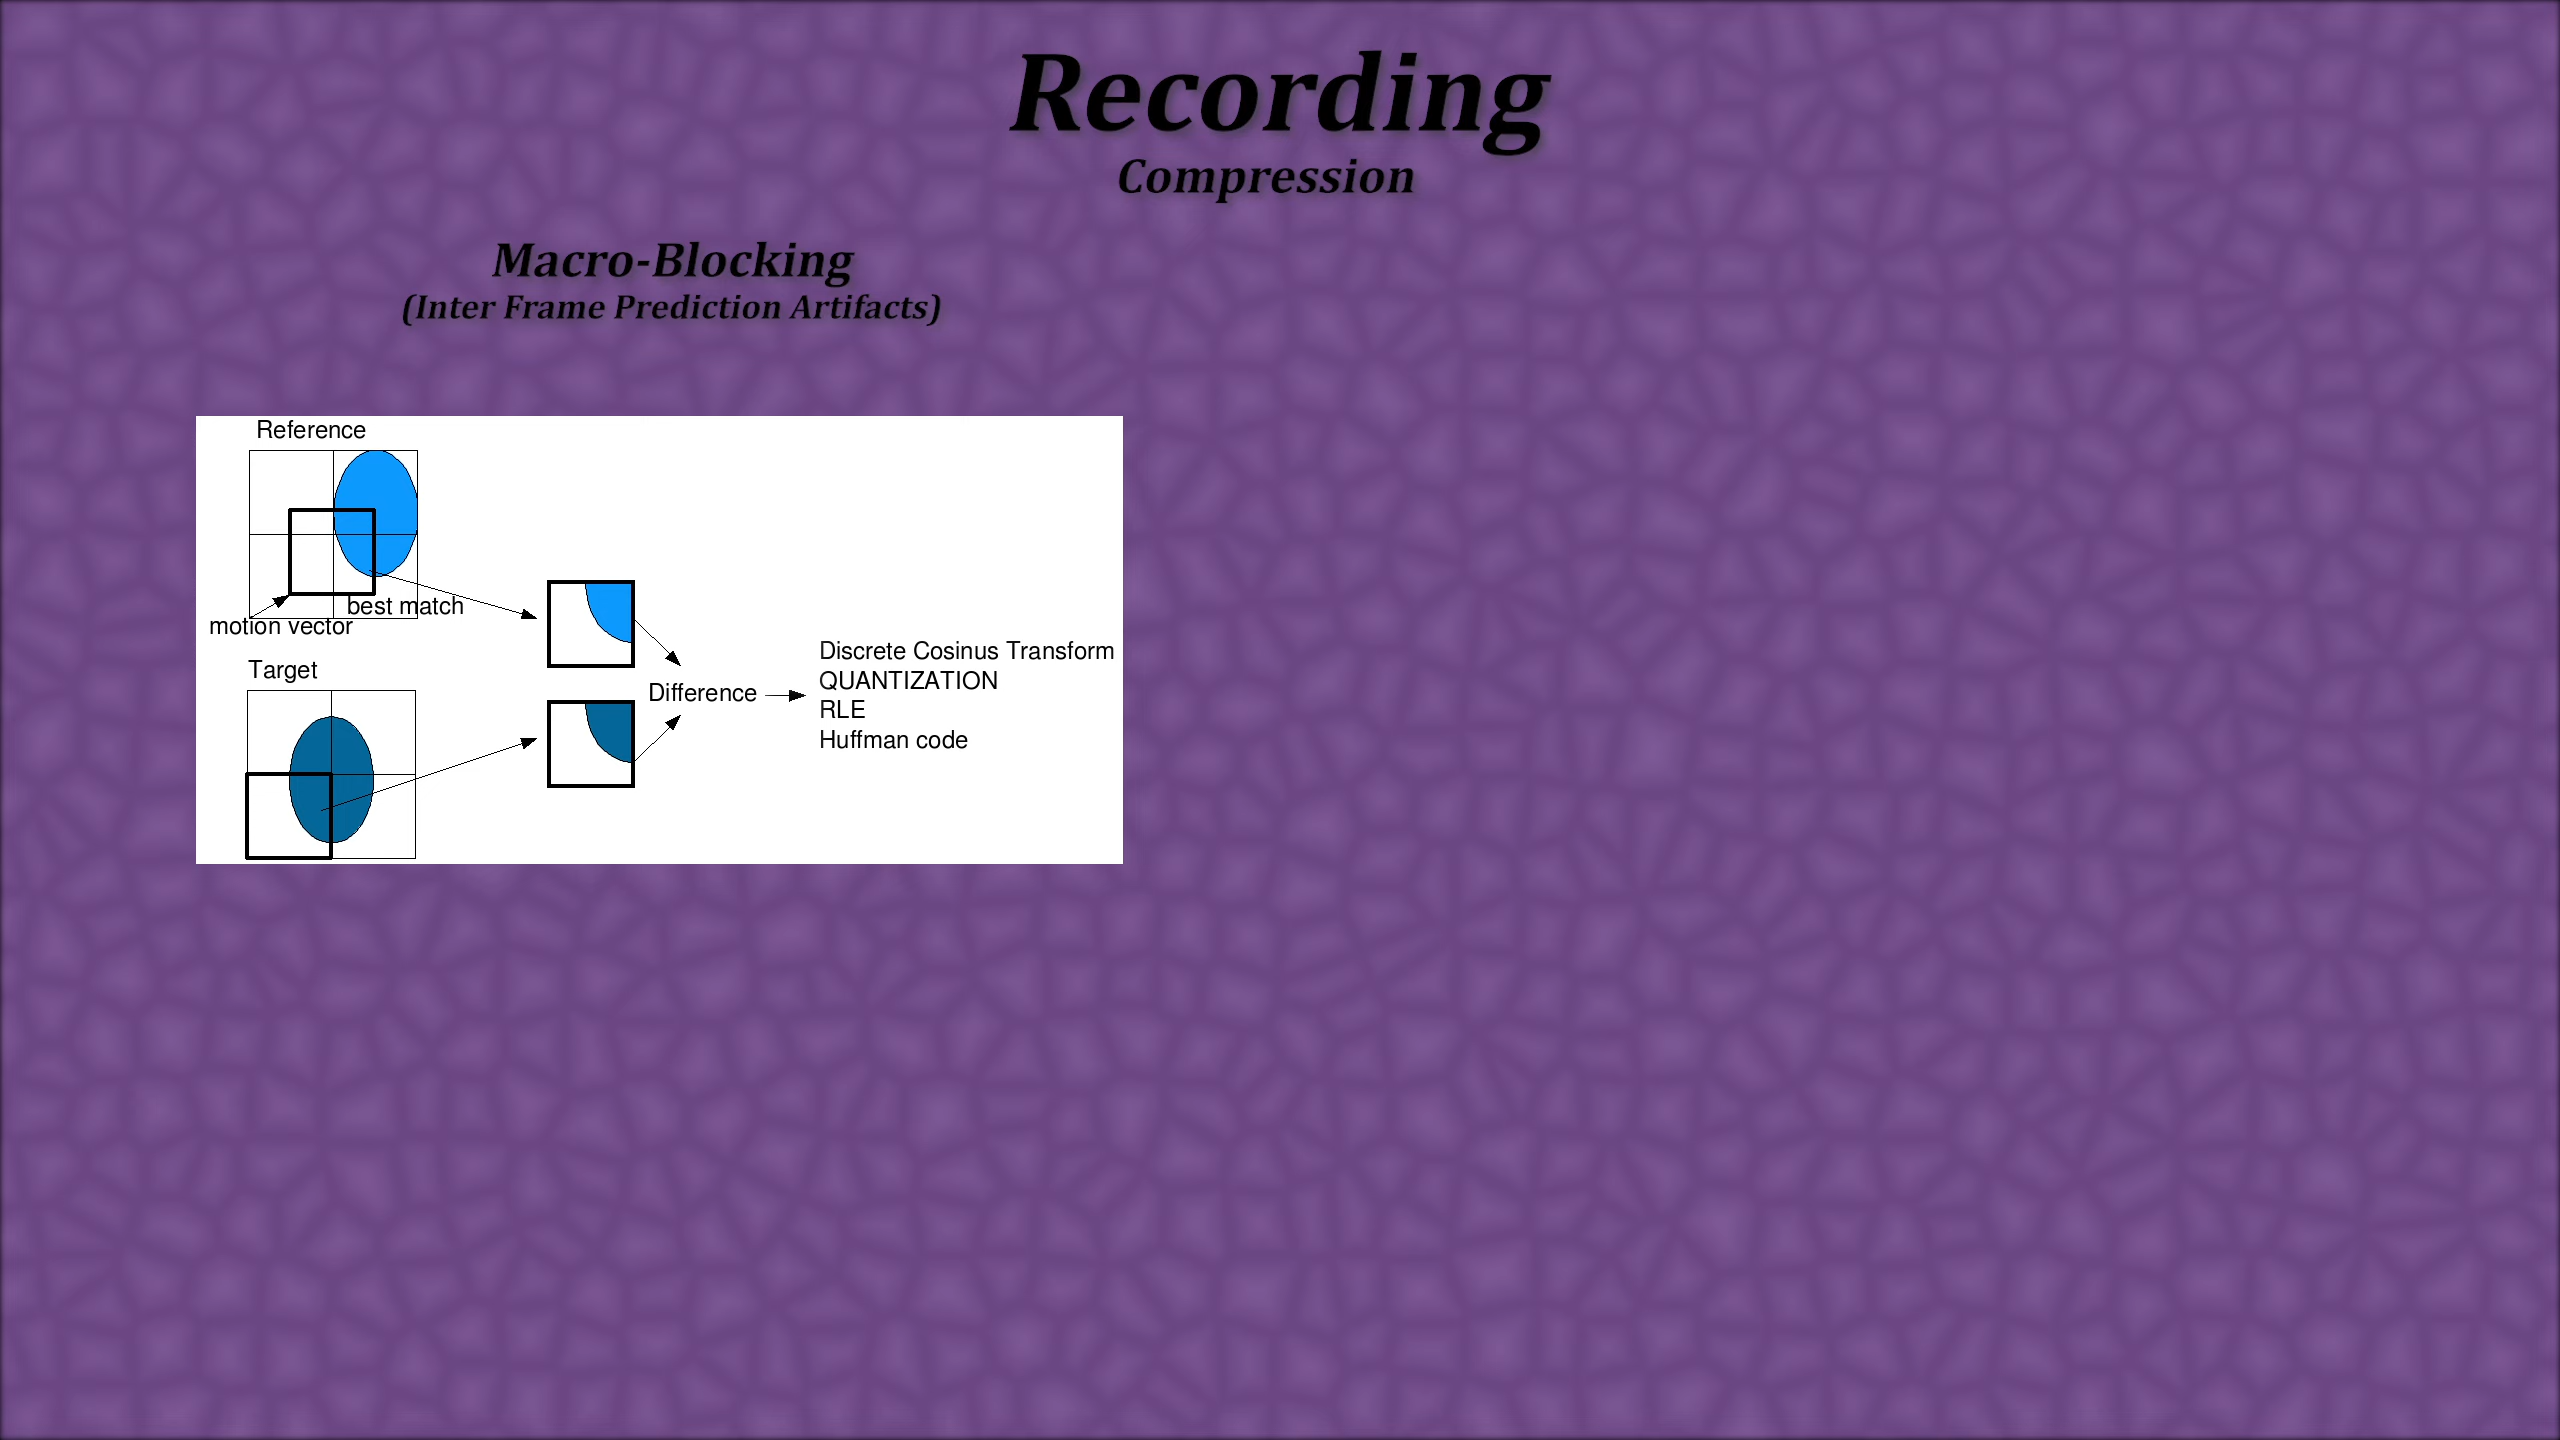 Recording
Compression
Macro-Blocking
(Inter Frame Prediction Artifacts)
Reference
best match
motion vector
Target
Difference
Discrete Cosinus Transform
QUANTIZATION
RLE
Huffman code